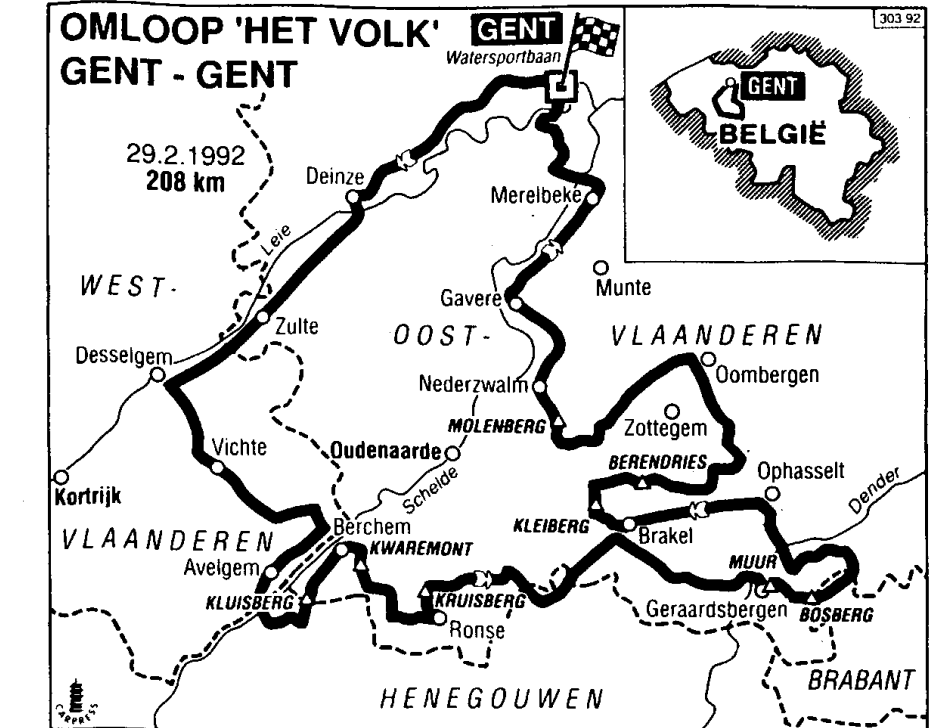 OMLOOP 'HET VOLK'
GENT - GENT
GENT
Watersportbaan
303 92
GENT
BELGIË
29.2.1992
208 km
Deinze
Merelbeke
Leie
WEST-
Munte
Gavere
Zulte
OOST-
VLAANDEREN
Desselgem
Oombergen
Nederzwalm
MOLENBERG
Zottegem
Vichte
Oudenaarde
BERENDRIES
Ophasselt
Kortrijk
Schelde
Dender
KLEIBERG
Brakel
VLAANDEREN
Berchem
KWAREMONT
Avelgem
MUUR
KLUISBERG
KRUISBERG
Geraardsbergen
BOSBERG
Ronse
HENEGOUWEN
BRABANT
CARPRESS